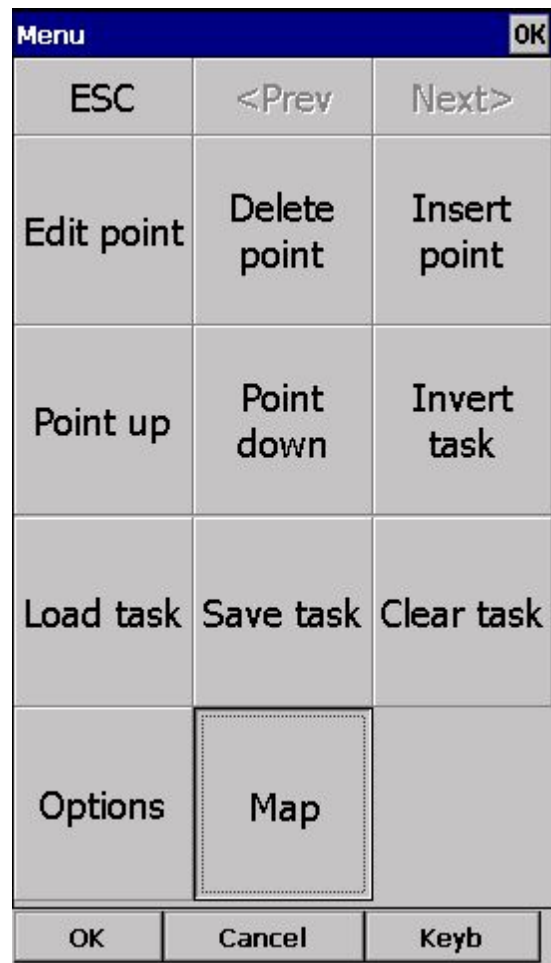 Menu OK
ESC <Prev Next>
Edit point Delete point Insert point
Point up Point down Invert task
Load task Save task Clear task
Options Map
OK Cancel Keyb